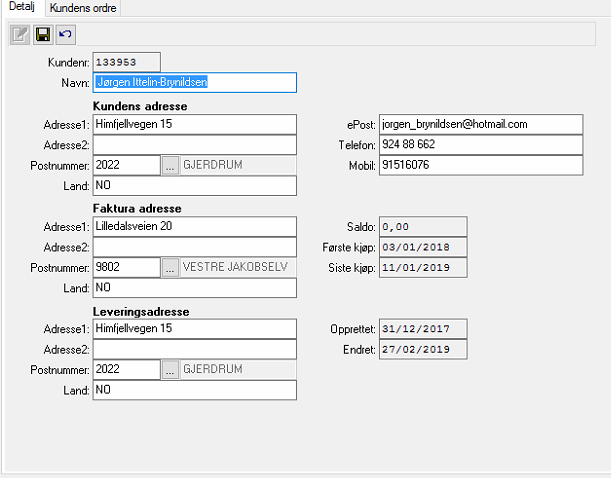 Detalj Kundens ordre
Kundenr: 133953
Navn: Jørgen Ittelin-Brynildsen
Kundens adresse
Adresse1: Himfjellvegen 15 ePost: jorgen_brynildsen@hotmail.com
Adresse2: Telefon: 924 88 662
Postnummer: 2022 ... GJERDRUM Mobil: 91516076
Land: NO
Faktura adresse
Adresse1: Lilledalsveien 20 Saldo: 0,00
Adresse2: Første kjøp: 03/01/2018
Postnummer: 9802 ... VESTRE JAKOBSELV Siste kjøp: 11/01/2019
Land: NO
Leveringsadresse
Adresse1: Himfjellvegen 15 Opprettet: 31/12/2017
Adresse2: Endret: 27/02/2019
Postnummer: 2022 ... GJERDRUM
Land: NO